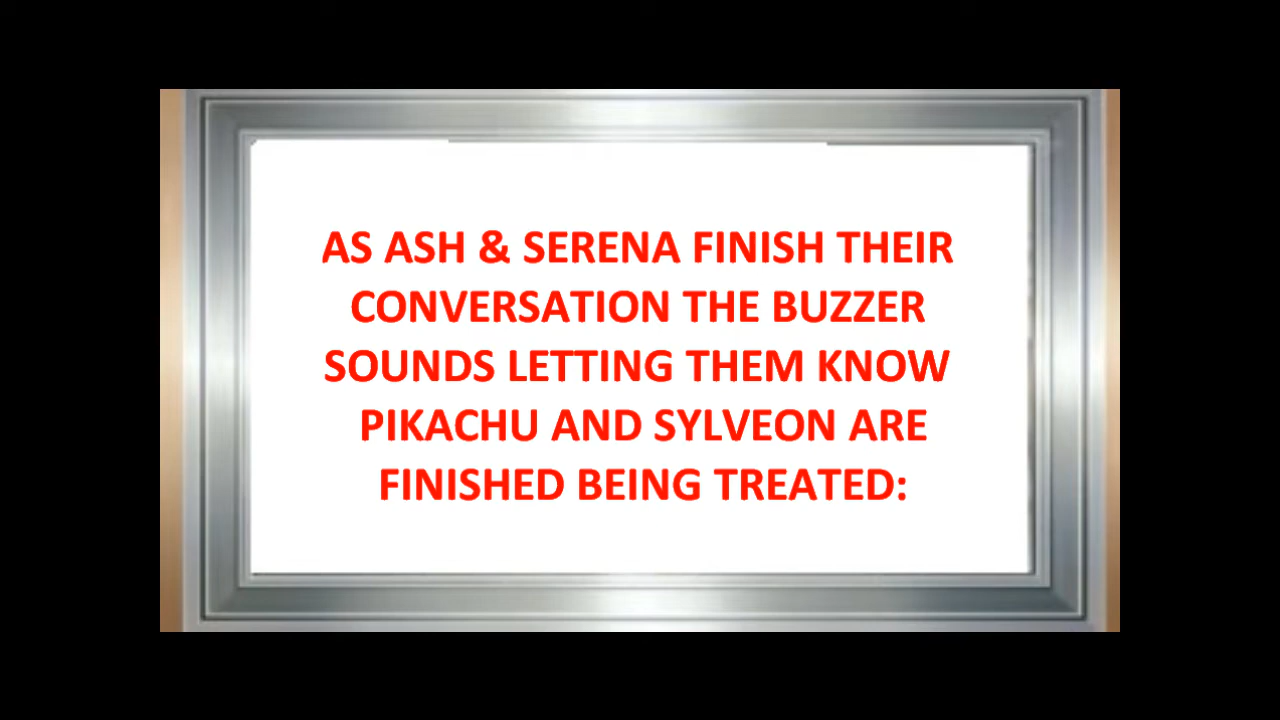 AS ASH & SERENA FINISH THEIR
CONVERSATION THE BUZZER
SOUNDS LETTING THEM KNOW
PIKACHU AND SYLVEON ARE
FINISHED BEING TREATED: